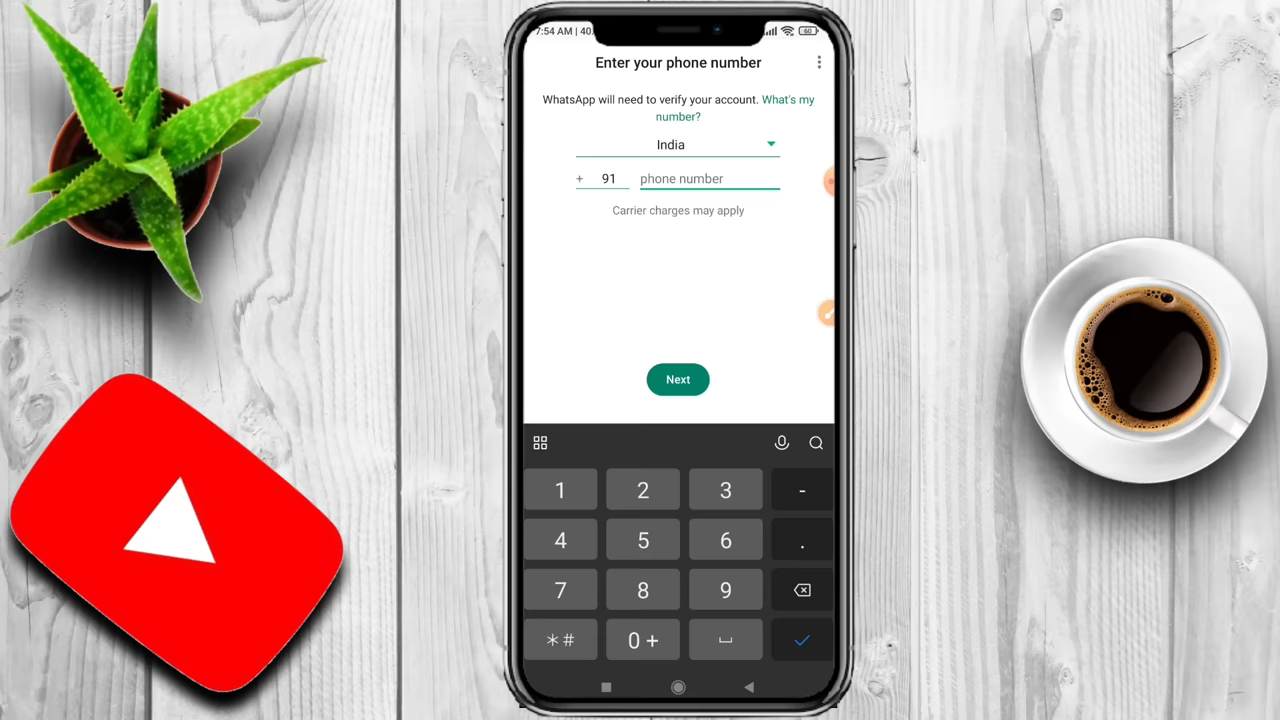 7:54 AM | 40.
60
Enter your phone number
WhatsApp will need to verify your account. What's my
number?
India
+ 91 phone number
Carrier charges may apply
Next
1 2 3 -
4 5 6 .
7 8 9
*# 0 +